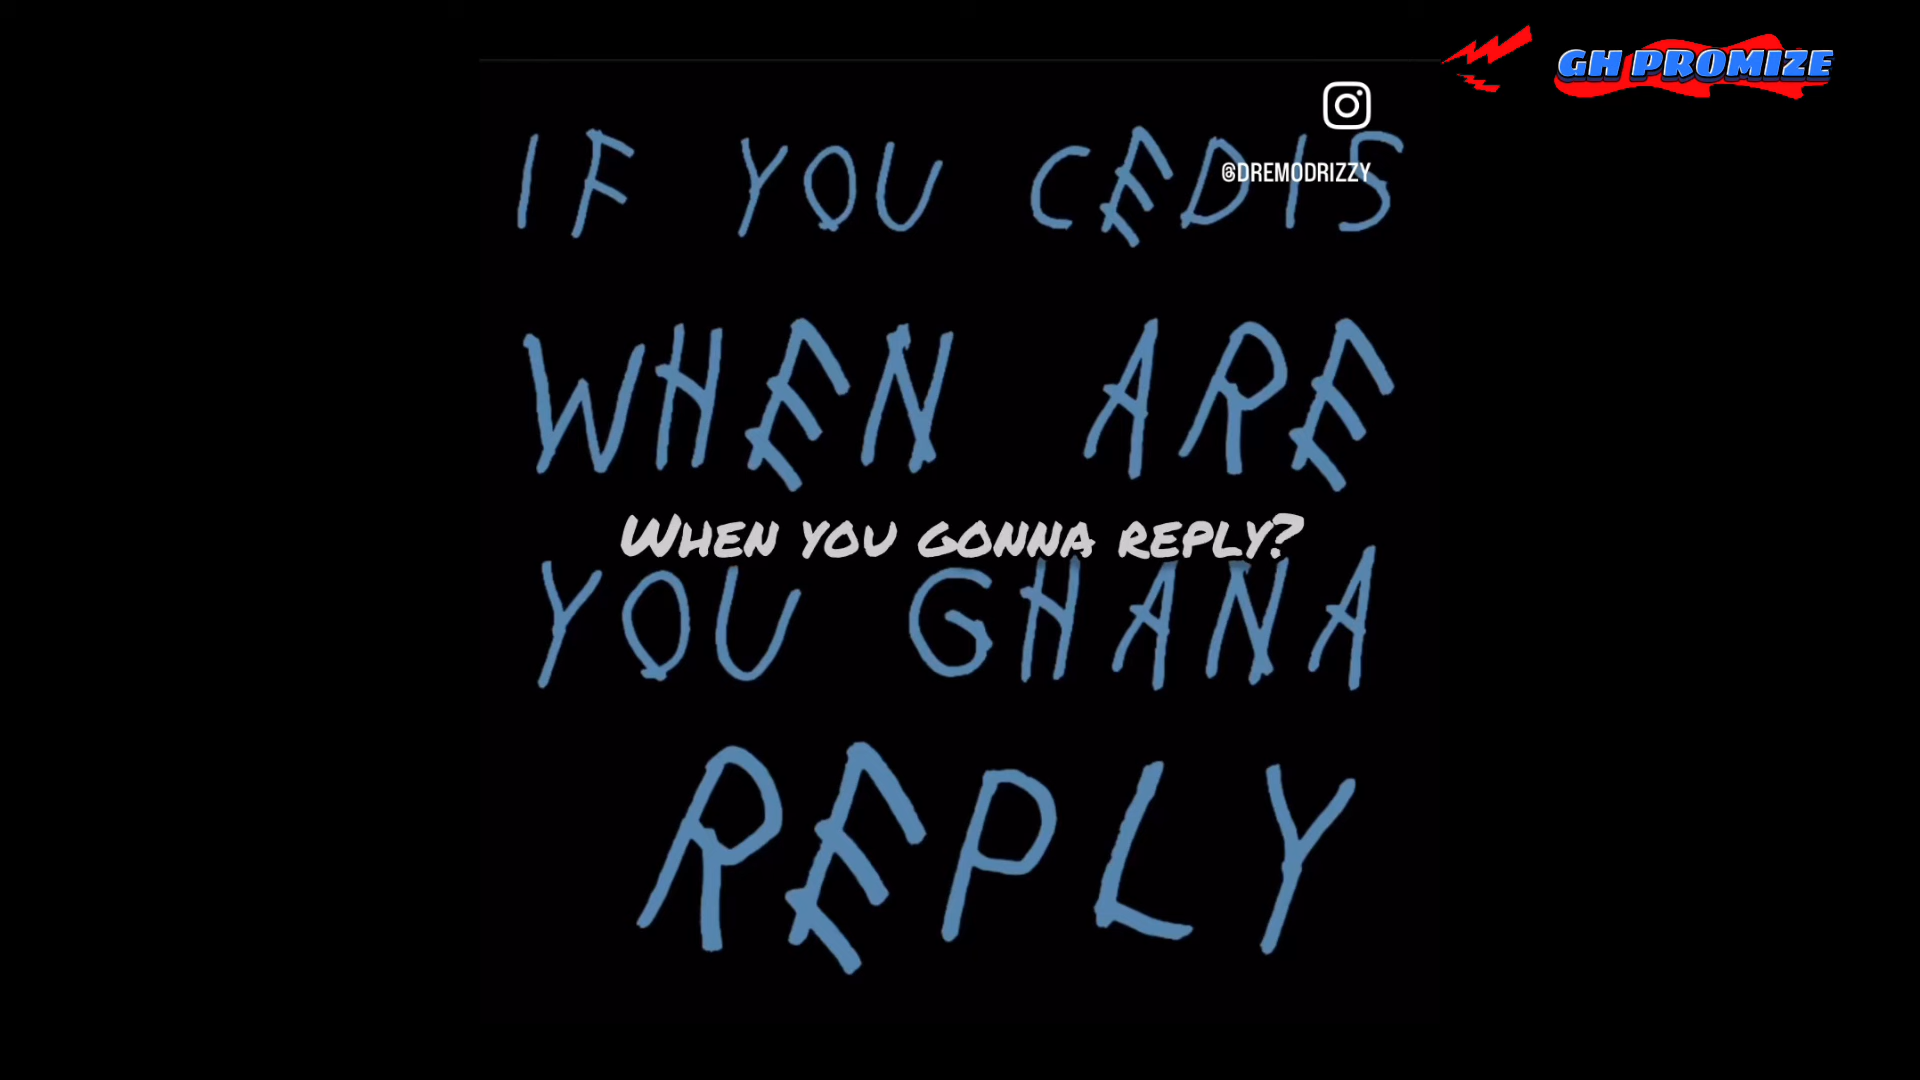 GH PROMIZE
IF YOU CEDIS
@DREMODRIZZY
WHEN ARE
WHEN YOU GONNA REPLY?
YOU GHANA
REPLY